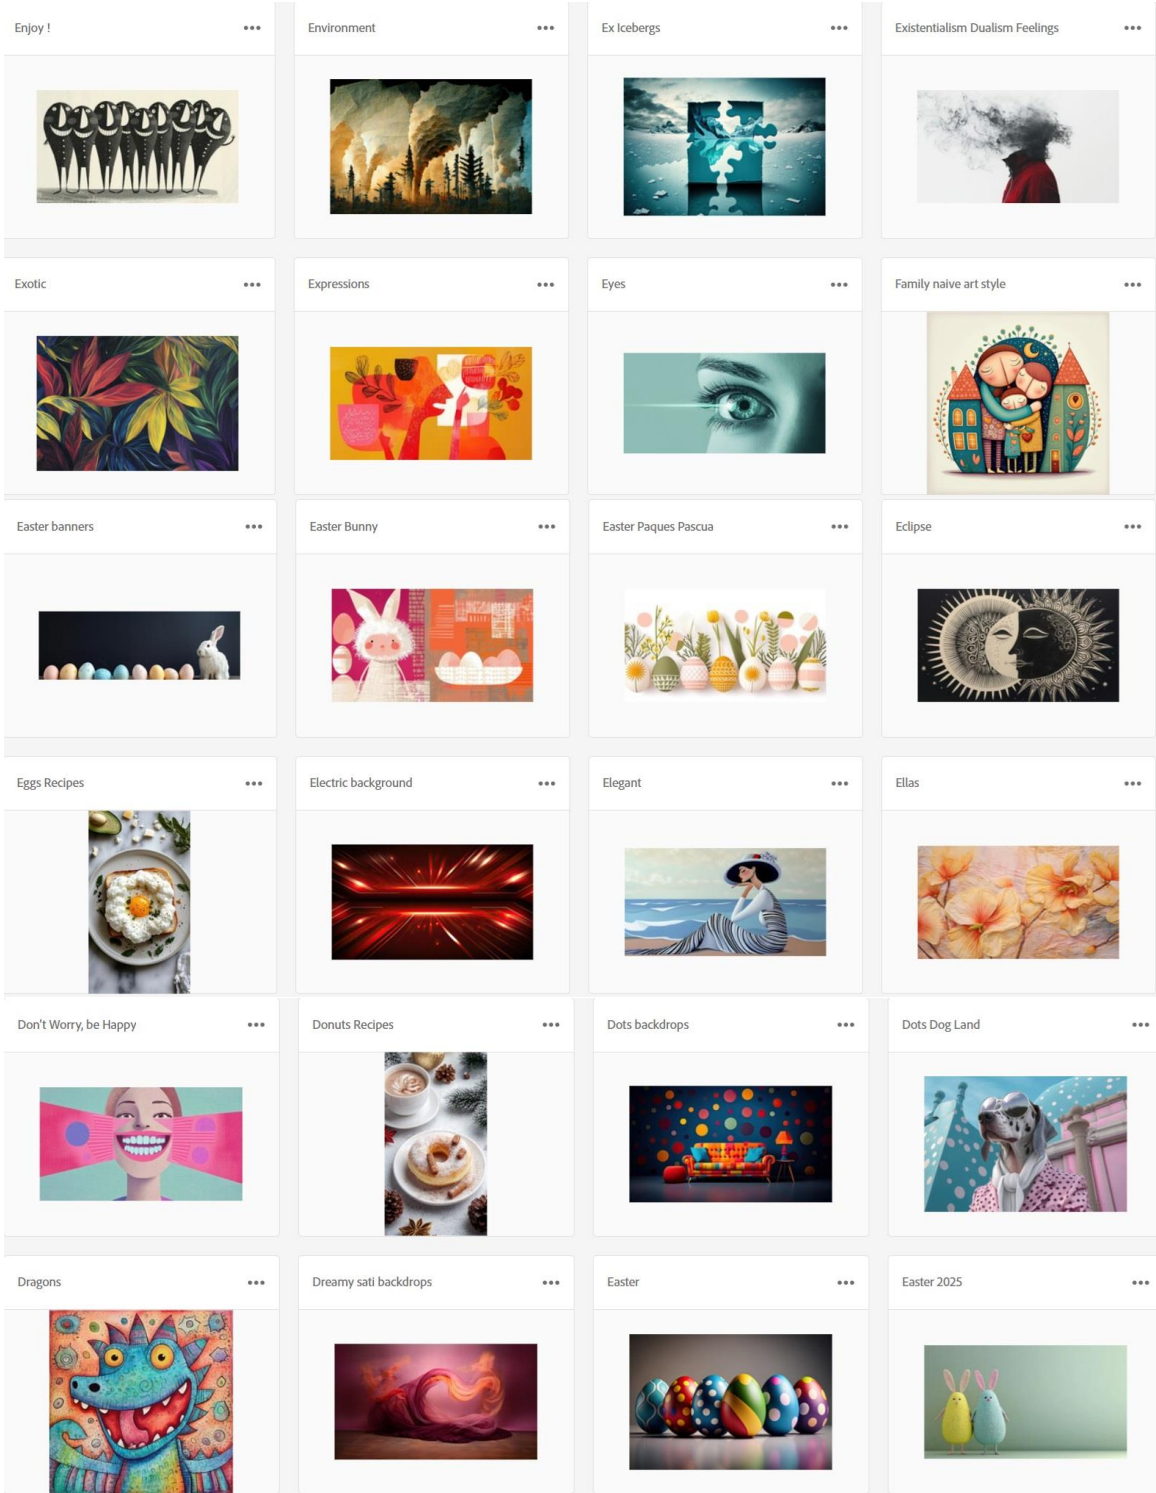 Enjoy !
Environment
Ex Icebergs
Existentialism Dualism Feelings
Exotic
Expressions
Eyes
Family naive art style
Easter banners
Easter Bunny
Easter Paques Pascua
Eclipse
Eggs Recipes
Electric background
Elegant
Ellas
Don't Worry, be Happy
Donuts Recipes
Dots backdrops
Dots Dog Land
Dragons
Dreamy sati backdrops
Easter
Easter 2025